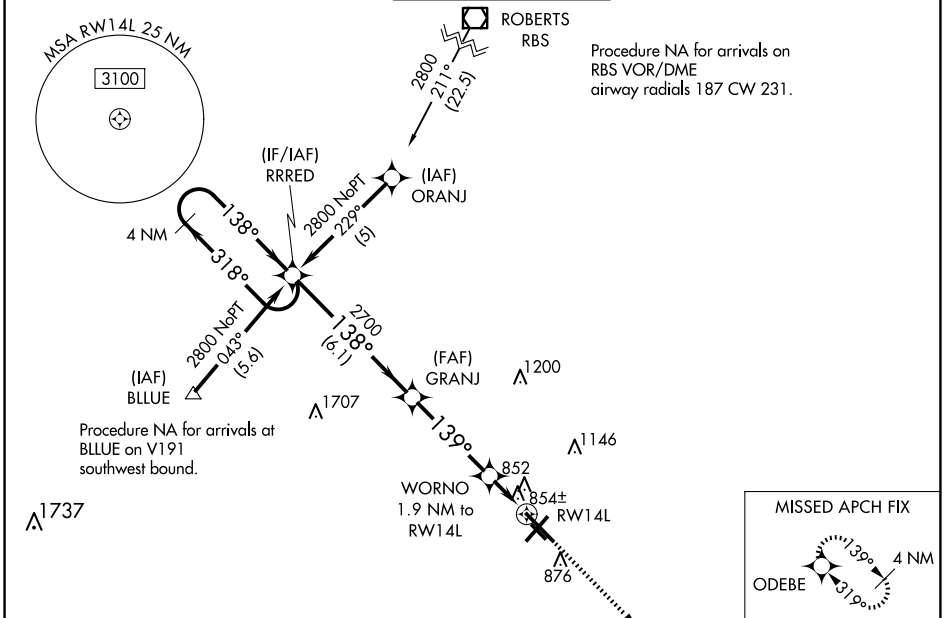 MSA RW14L 25 NM
3100
ROBERTS
RBS
Procedure NA for arrivals on
RBS VOR/DME
airway radials 187 CW 231.
2800
211°
(22.5)
(IF/IAF)
RRRED
(IAF)
ORANJ
2800 NoPT
229°
(5)
4 NM
138°
318°
2800 NoPT
043°
(5.6)
(IAF)
BLLUE
Procedure NA for arrivals at
BLLUE on V191
southwest bound.
2700
138°
(6.1)
(FAF)
GRANJ
1200
1707
139°
1146
WORNO
1.9 NM to
RW14L
852
854±
RW14L
876
1737
MISSED APCH FIX
ODEBE
139°
319°
4 NM